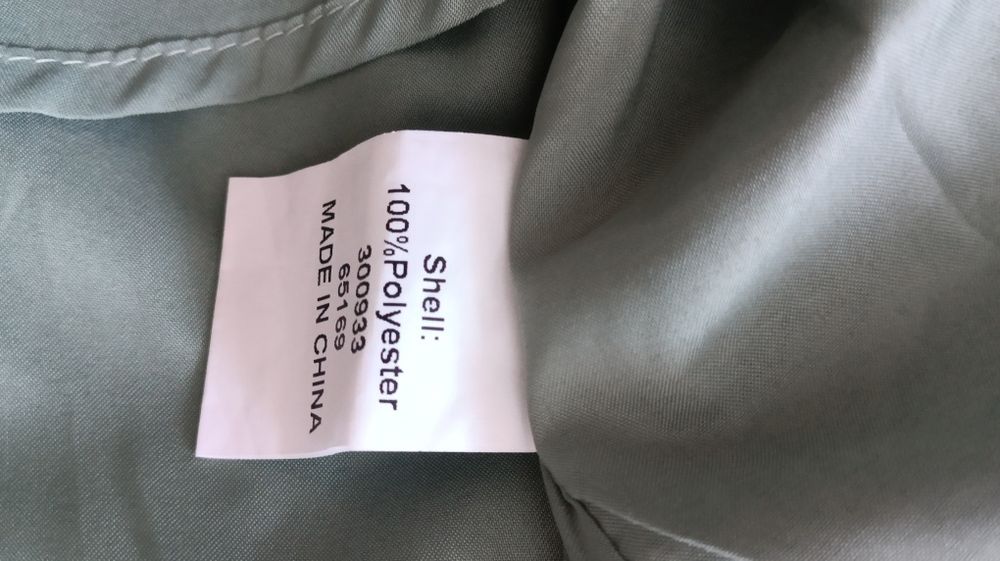 Shell:
100%Polyester
300933
65169
MADE IN CHINA